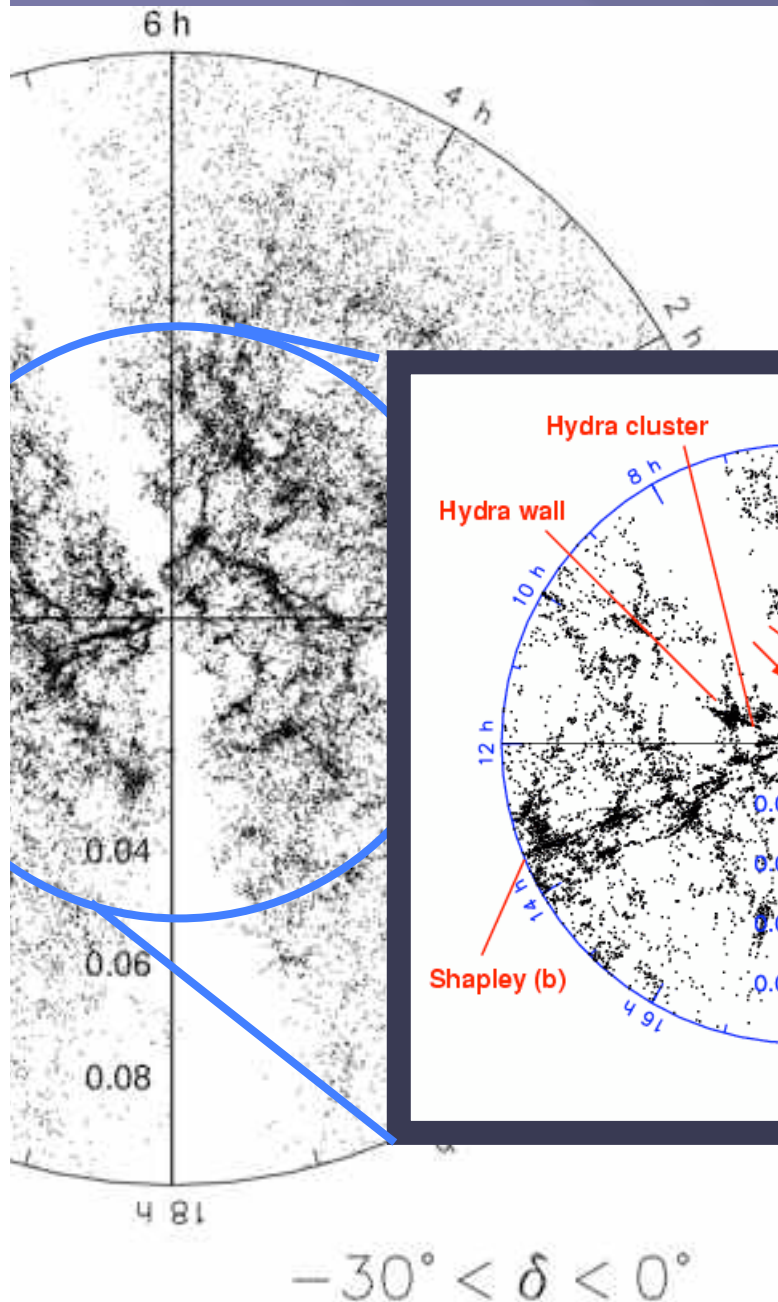 6 h
4 h
2 h
Hydra cluster
8 h
Hydra wall
10 h
12 h
0.04
14 h
Shapley (b)
0.06
16 h
0.08
18 h
−30° < δ < 0°